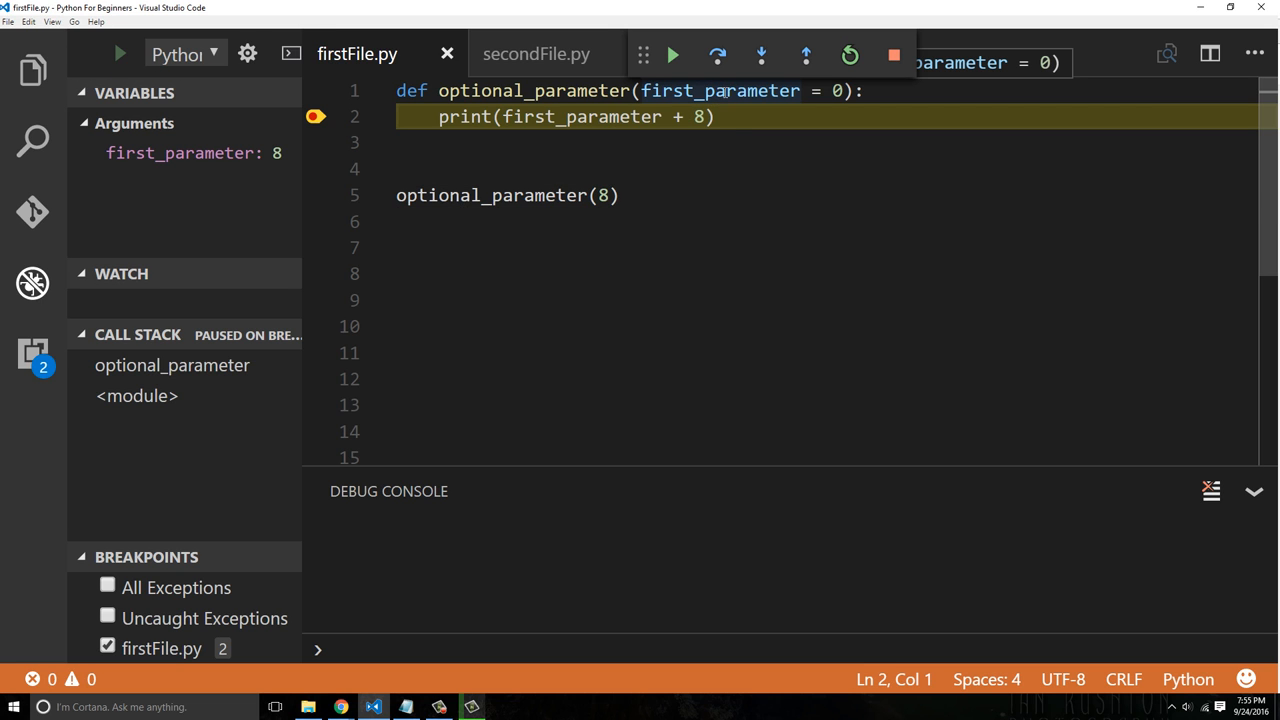 firstFile.py - Python For Beginners - Visual Studio Code
File Edit View Go Help
Python
firstFile.py
secondFile.py
parameter = 0)
VARIABLES
Arguments
first_parameter: 8
WATCH
CALL STACK PAUSED ON BRE...
optional_parameter
<module>
BREAKPOINTS
All Exceptions
Uncaught Exceptions
firstFile.py 2
2
1 def optional_parameter(first_parameter = 0):
2 print(first_parameter + 8)
3
4
5 optional_parameter(8)
6
7
8
9
10
11
12
13
14
15
DEBUG CONSOLE
0 0
Ln 2, Col 1 Spaces: 4 UTF-8 CRLF Python
I'm Cortana. Ask me anything.
7:55 PM
9/24/2016